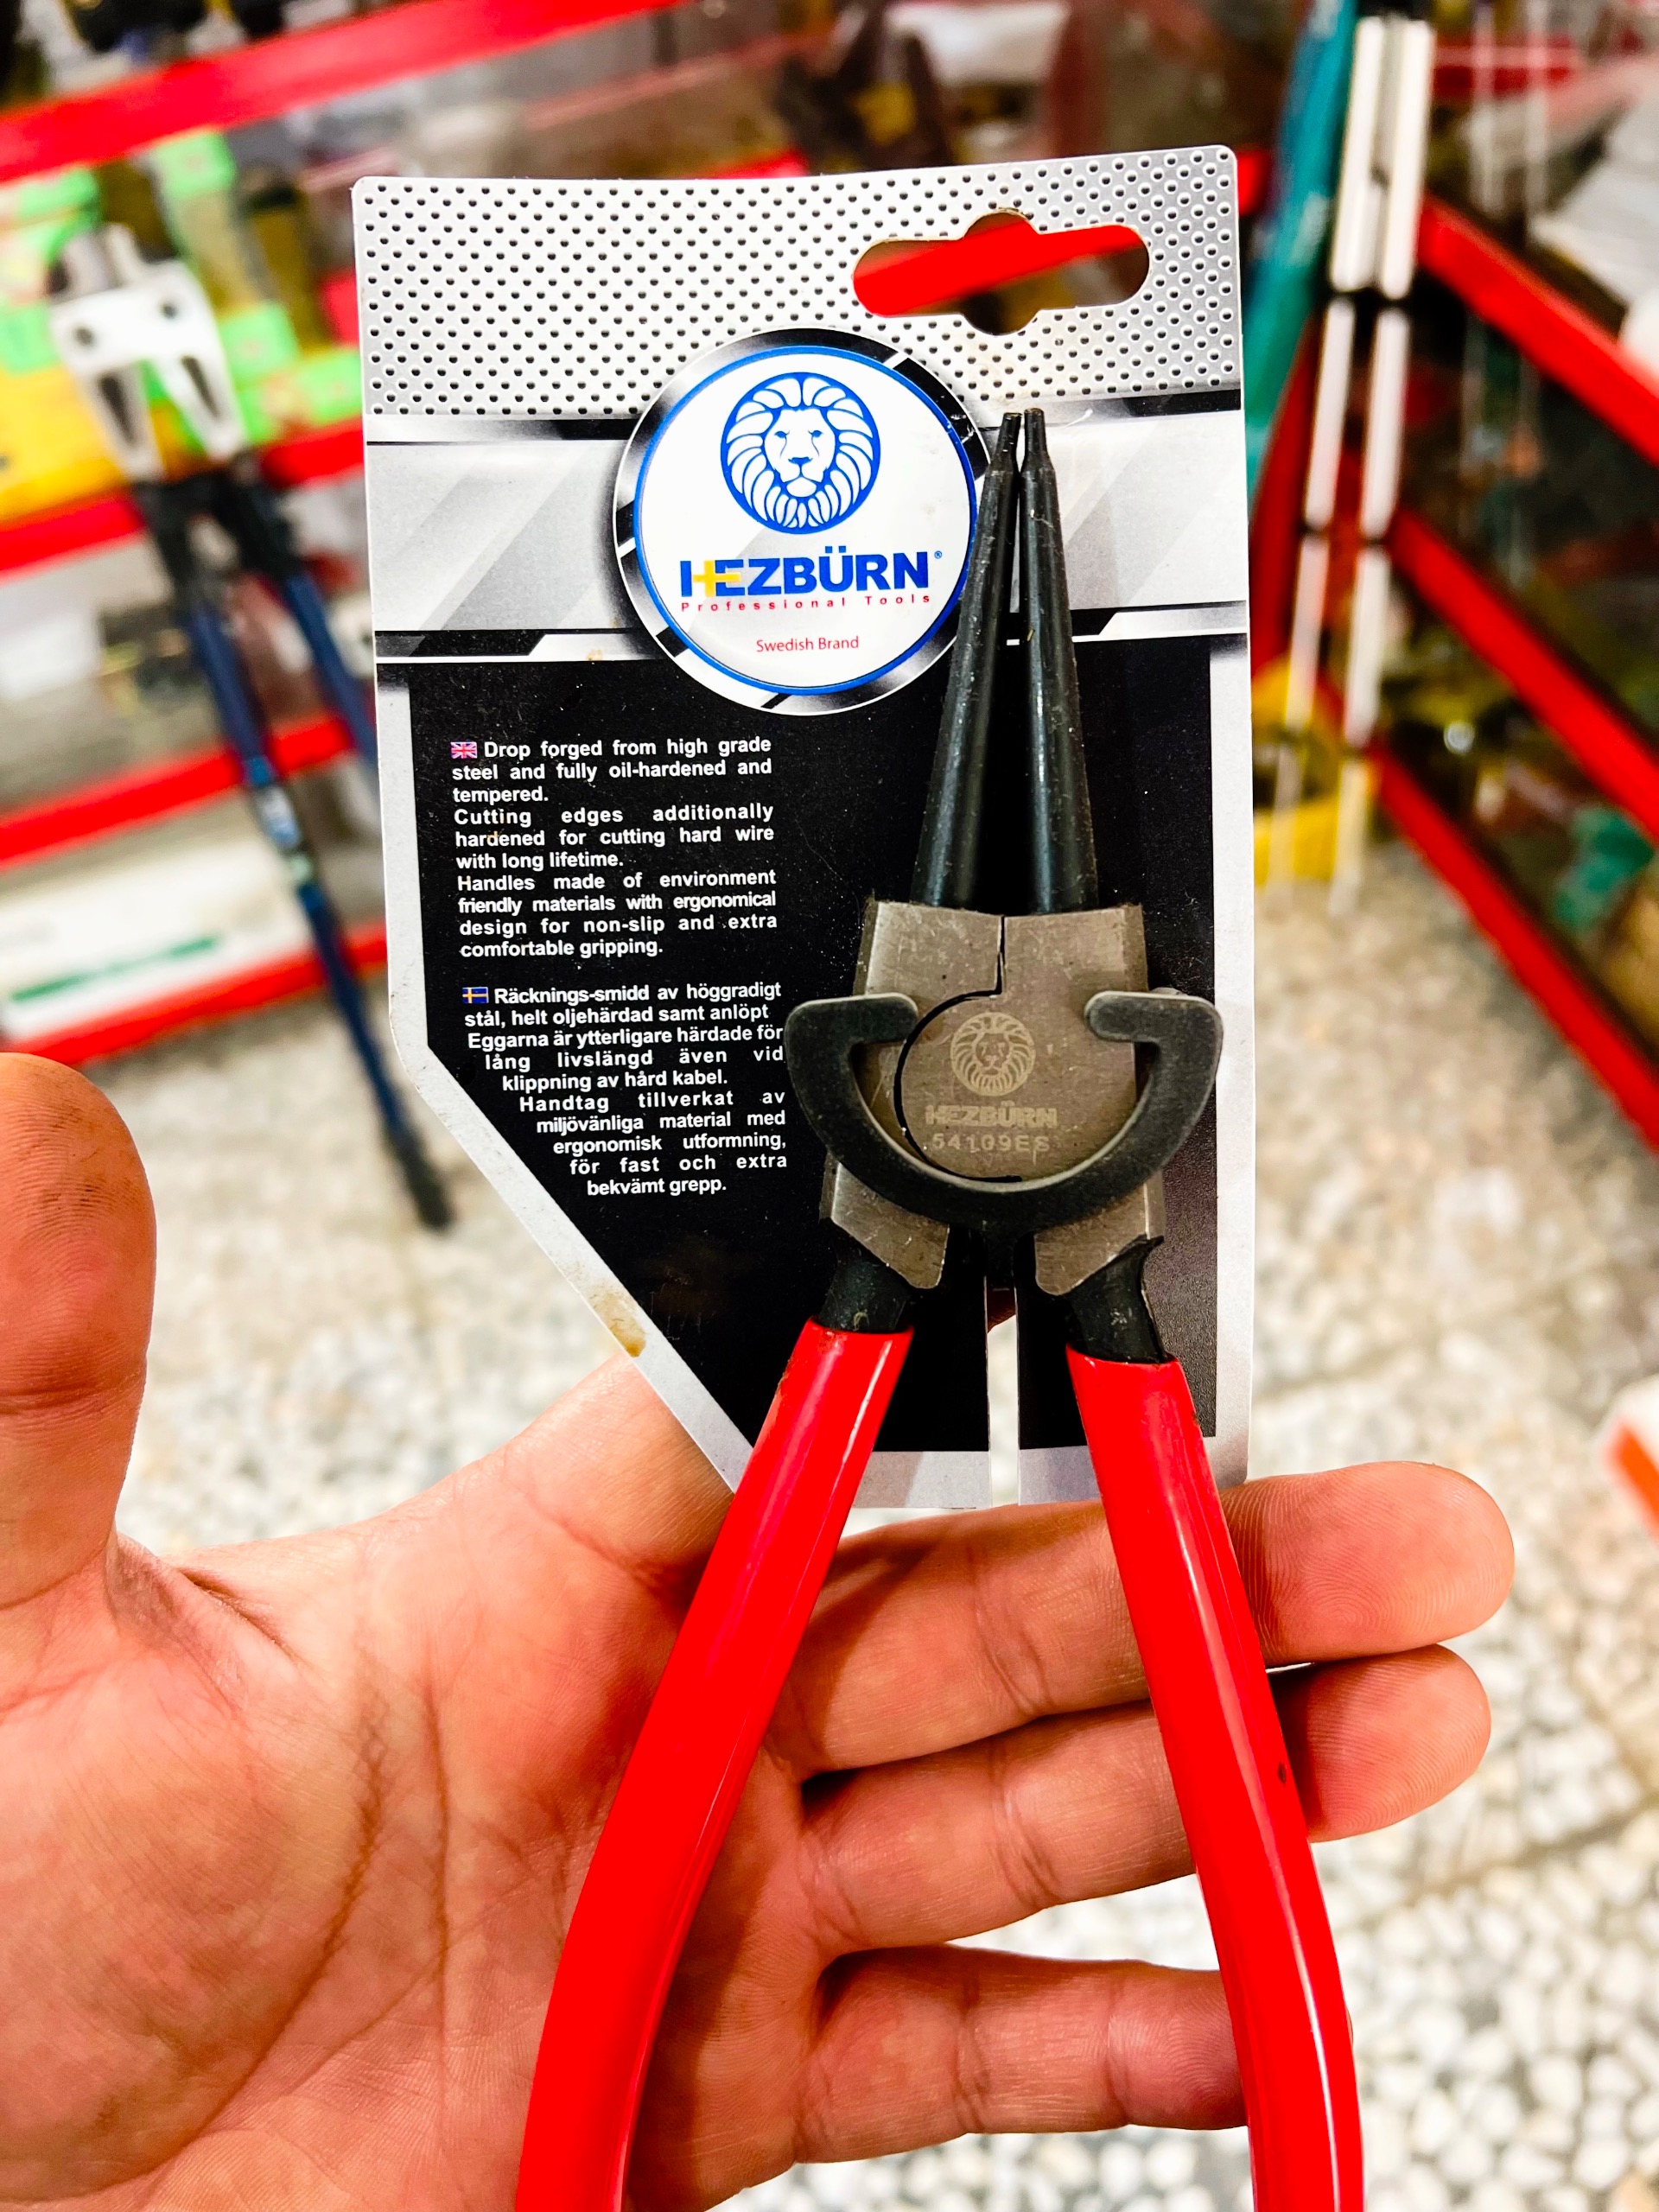 HEZBÜRN®
Professional Tools
Swedish Brand
Drop forged from high grade
steel and fully oil-hardened and
tempered.
Cutting edges additionally
hardened for cutting hard wire
with long lifetime.
Handles made of environment
friendly materials with ergonomical
design for non-slip and extra
comfortable gripping.
Räcknings-smidd av höggradigt
stål, helt oljehärdad samt anlöpt
Eggarna är ytterligare härdade för
lång livslängd även vid
klippning av hård kabel.
Handtag tillverkat av
miljövänliga material med
ergonomisk utformning,
för fast och extra
bekvämt grepp.
HEZBÜRN
54109ES